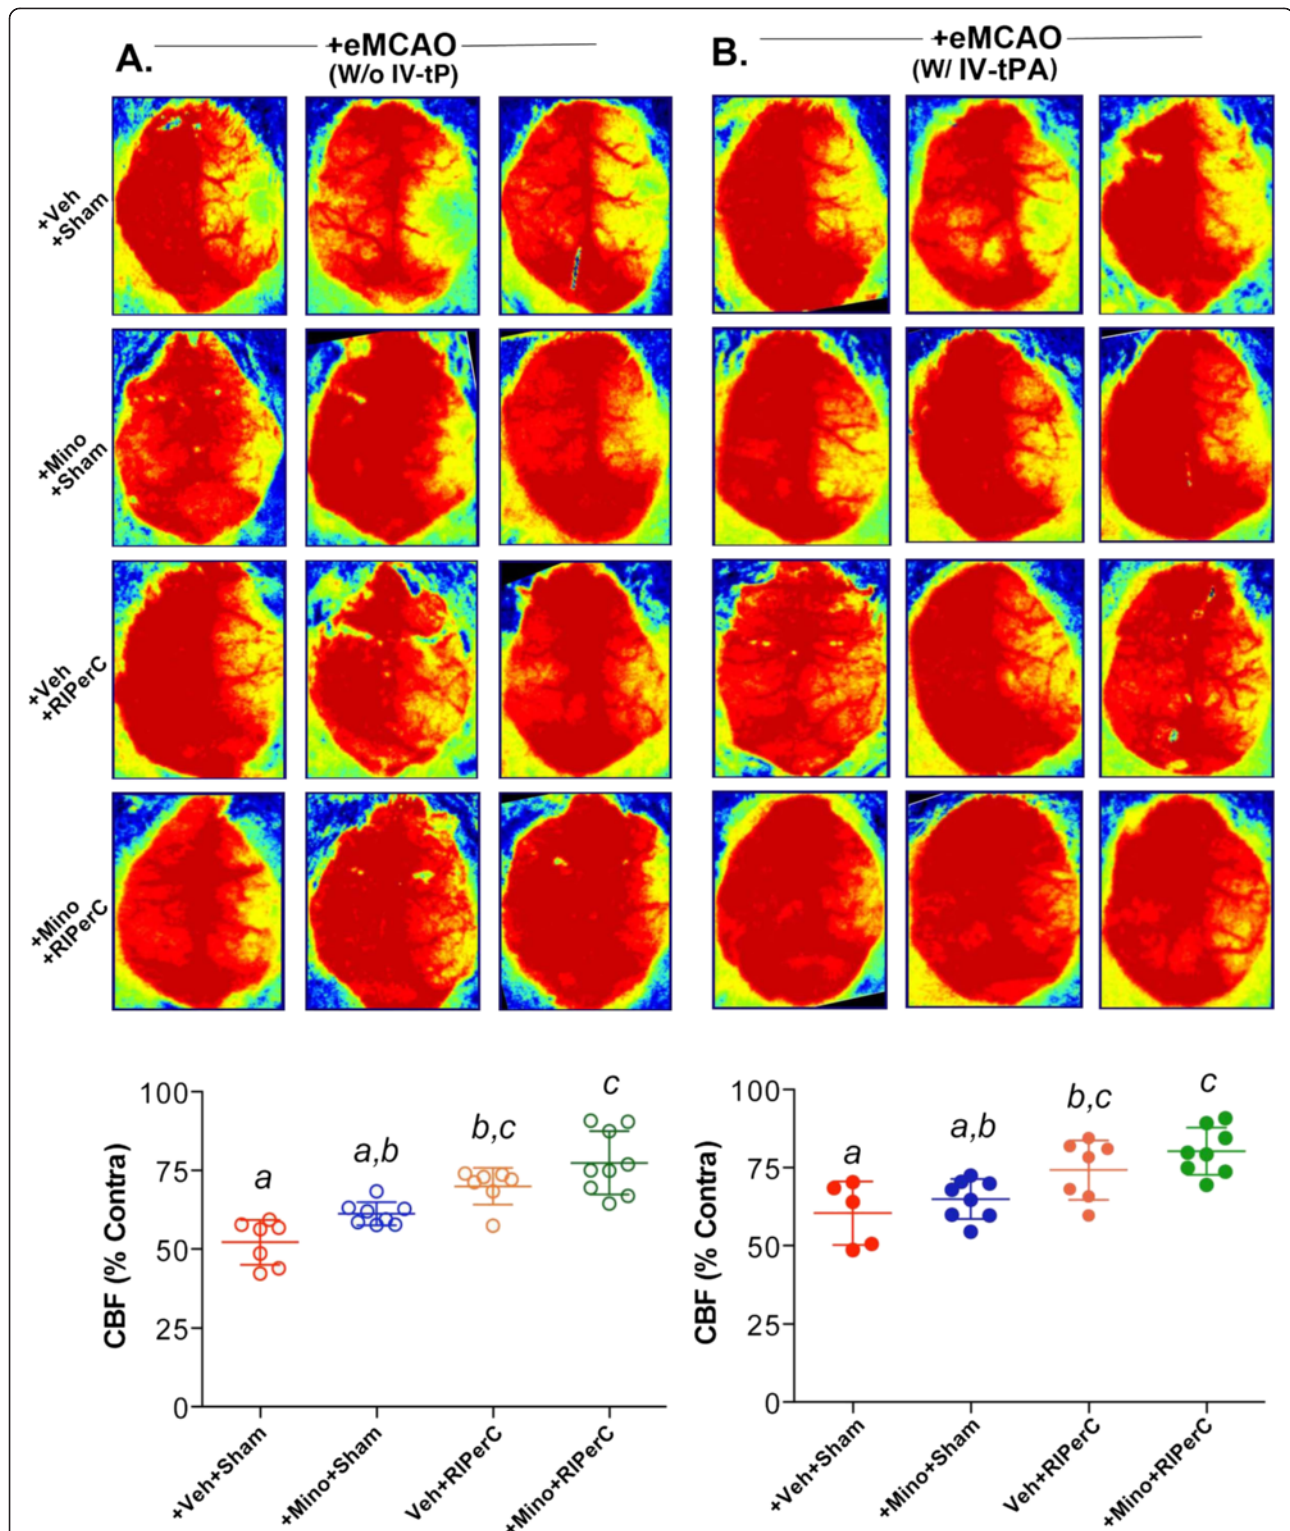 A.
+eMCAO
(W/o IV-tP)
B.
+eMCAO
(W/ IV-tPA)
+Veh
+Sham
+Mino
+Sham
+Veh
+RIPerC
+Mino
+RIPerC
CBF (% Contra)
100
75
50
25
0
a
a,b
b,c
c
+Veh+Sham
+Mino+Sham
Veh+RIPerC
+Mino+RIPerC
CBF (% Contra)
100
75
50
25
0
a
a,b
b,c
c
+Veh+Sham
+Mino+Sham
+Veh+RIPerC
+Mino+RIPerC